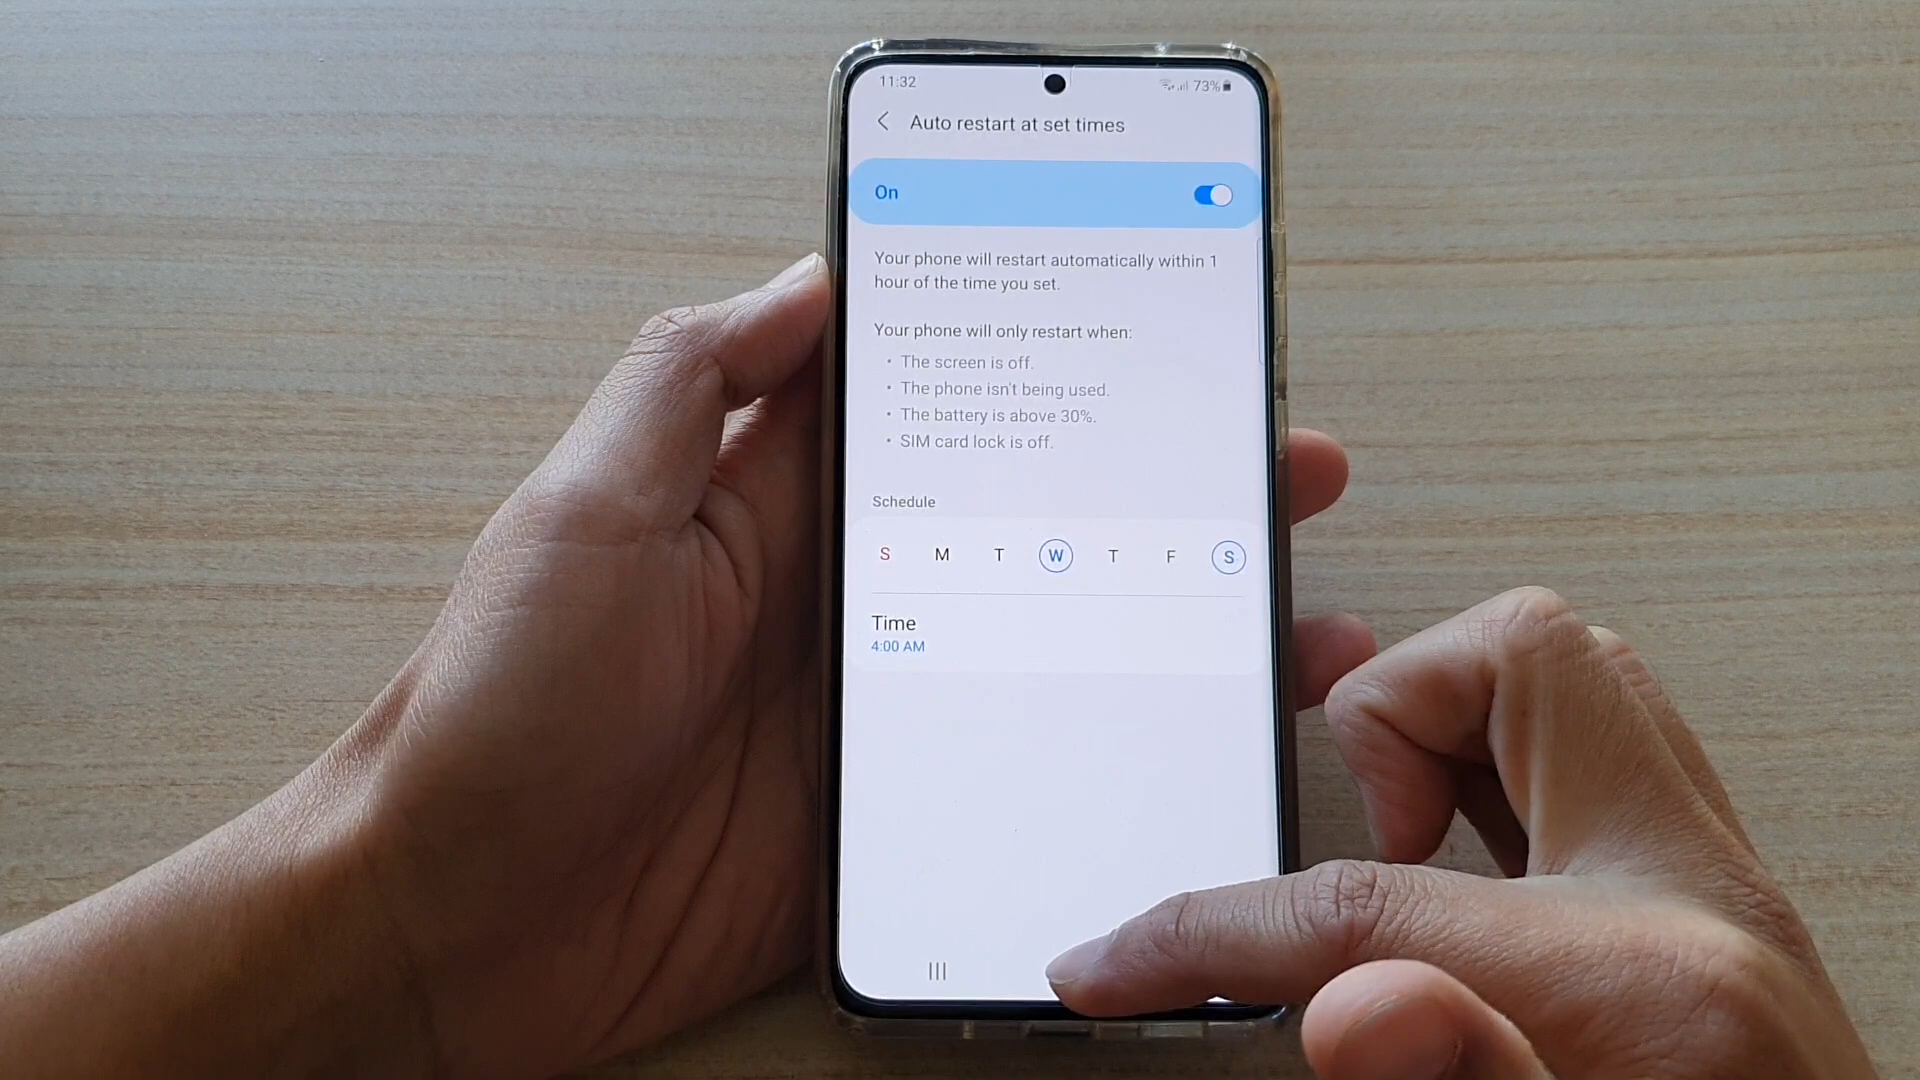 11:32
73%
Auto restart at set times
On
Your phone will restart automatically within 1
hour of the time you set.
Your phone will only restart when:
• The screen is off.
• The phone isn't being used.
• The battery is above 30%.
• SIM card lock is off.
Schedule
S M T W T F S
Time
4:00 AM